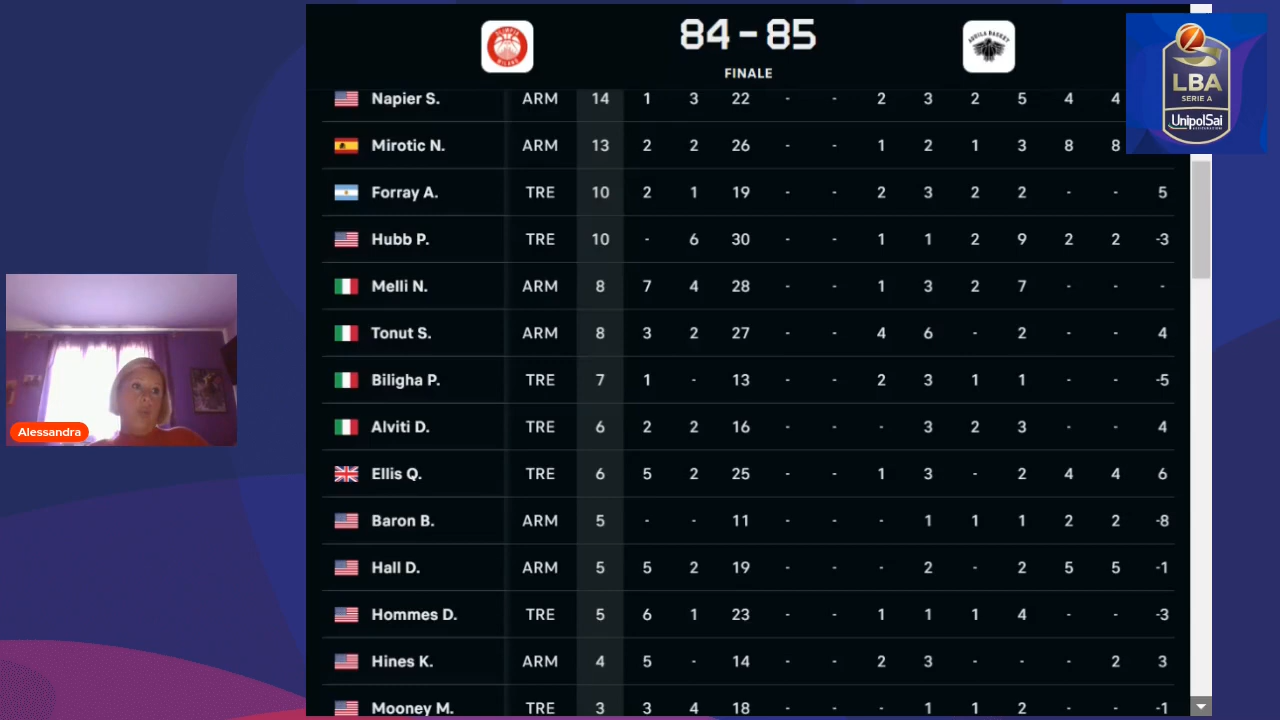 OLIMPIA MILANO
84 - 85
FINALE
AQUILA BASKET
LBA
SERIE A
UnipolSai
Napier S. ARM 14 1 3 22 - - 2 3 2 5 4 4
Mirotic N. ARM 13 2 2 26 - - 1 2 1 3 8 8
Forray A. TRE 10 2 1 19 - - 2 3 2 2 - - 5
Hubb P. TRE 10 - 6 30 - - 1 1 2 9 2 2 -3
Melli N. ARM 8 7 4 28 - - 1 3 2 7 - - -
Tonut S. ARM 8 3 2 27 - - 4 6 - 2 - - 4
Biligha P. TRE 7 1 - 13 - - 2 3 1 1 - - -5
Alviti D. TRE 6 2 2 16 - - - 3 2 3 - - 4
Ellis Q. TRE 6 5 2 25 - - 1 3 - 2 4 4 6
Baron B. ARM 5 - - 11 - - - 1 1 1 2 2 -8
Hall D. ARM 5 5 2 19 - - - 2 - 2 5 5 -1
Hommes D. TRE 5 6 1 23 - - 1 1 1 4 - - -3
Hines K. ARM 4 5 - 14 - - 2 3 - - - 2 3
Mooney M. TRE 3 3 4 18 - - - 1 1 2 - - -1
Alessandra